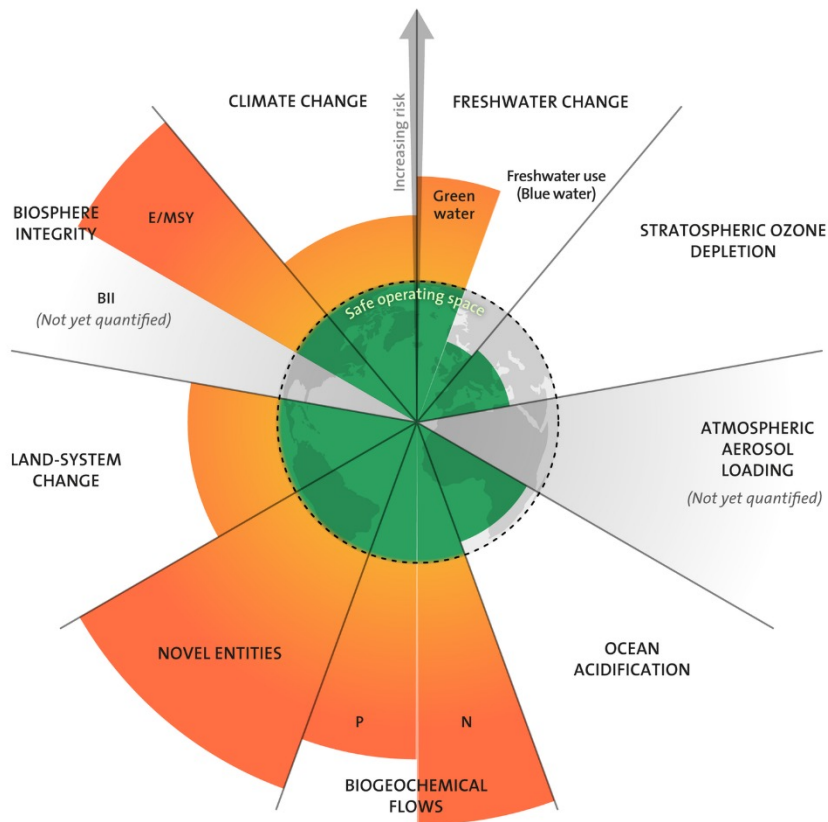 CLIMATE CHANGE
Increasing risk
FRESHWATER CHANGE
Freshwater use
(Blue water)
Green
water
STRATOSPHERIC OZONE
DEPLETION
BIOSPHERE
INTEGRITY
E/MSY
BII
(Not yet quantified)
Safe operating space
LAND-SYSTEM
CHANGE
ATMOSPHERIC
AEROSOL
LOADING
(Not yet quantified)
NOVEL ENTITIES
OCEAN
ACIDIFICATION
P
N
BIOGEOCHEMICAL
FLOWS